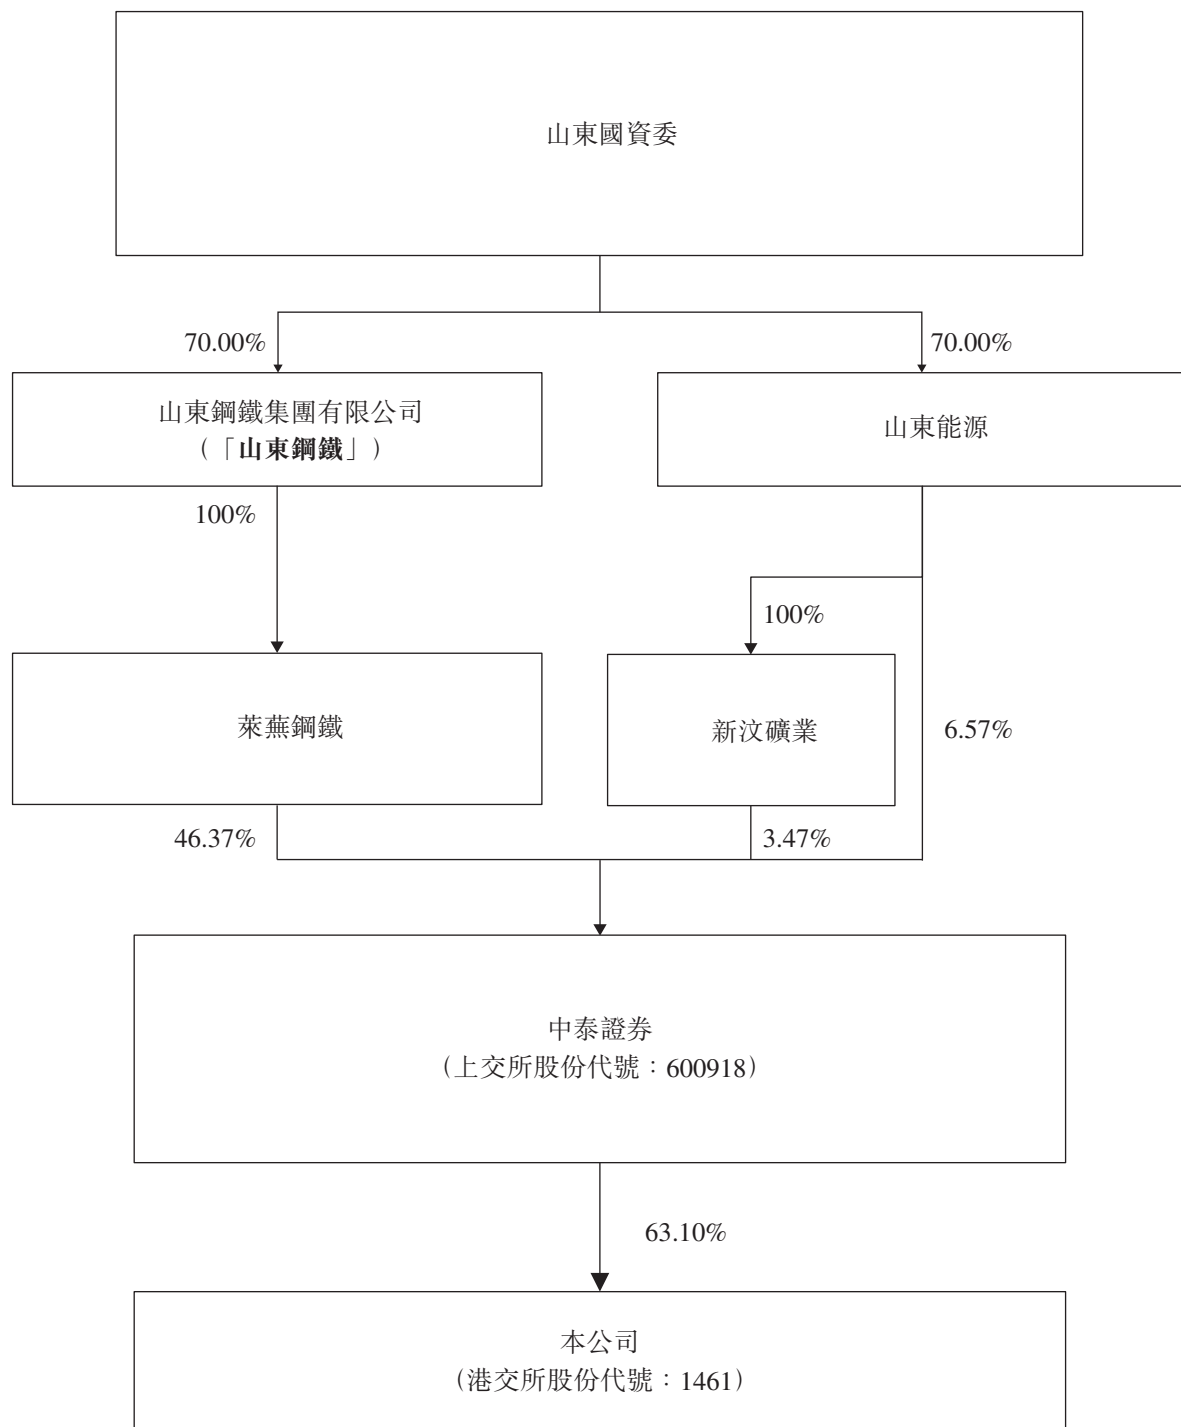 山東國資委
70.00%
70.00%
山東鋼鐵集團有限公司
（「山東鋼鐵」）
山東能源
100%
100%
萊蕪鋼鐵
新汶礦業
6.57%
46.37%
3.47%
中泰證券
（上交所股份代號：600918）
63.10%
本公司
（港交所股份代號：1461）